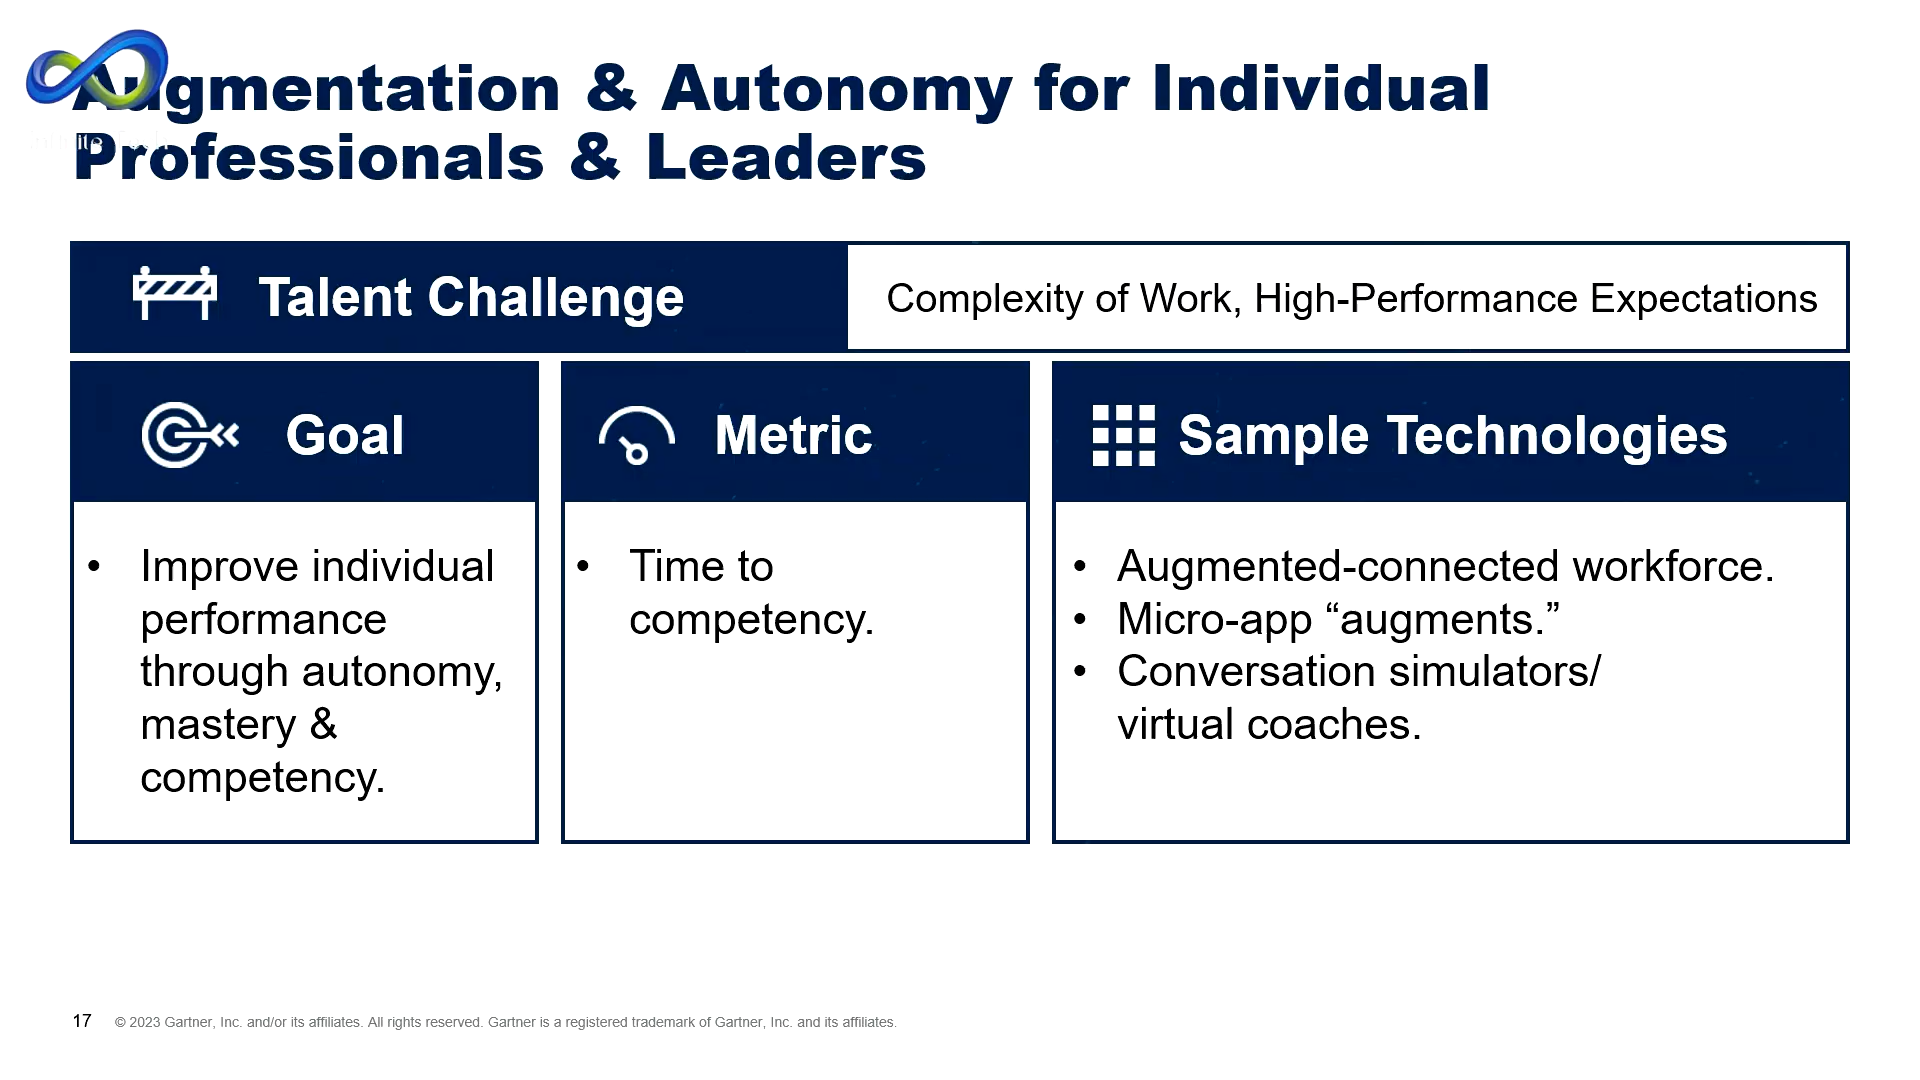 Augmentation & Autonomy for Individual
Professionals & Leaders
Talent Challenge
Complexity of Work, High-Performance Expectations
Goal
• Improve individual
performance
through autonomy,
mastery &
competency.
Metric
• Time to
competency.
Sample Technologies
• Augmented-connected workforce.
• Micro-app “augments.”
• Conversation simulators/
virtual coaches.
17 © 2023 Gartner, Inc. and/or its affiliates. All rights reserved. Gartner is a registered trademark of Gartner, Inc. and its affiliates.